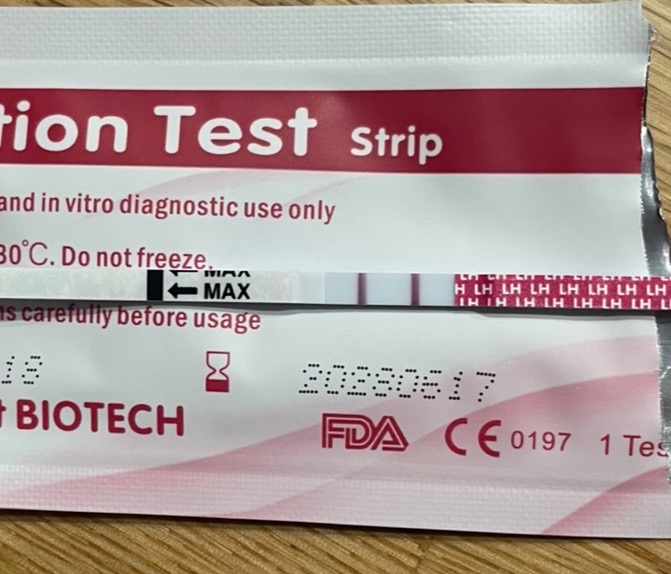 tion Test Strip
and in vitro diagnostic use only
30°C. Do not freeze.
MAX
MAX
H LH LH LH LH LH LH LH
LH LH LH LH LH LH LH
ns carefully before usage
18
20280617
t BIOTECH
FDA CE 0197 1 Tes